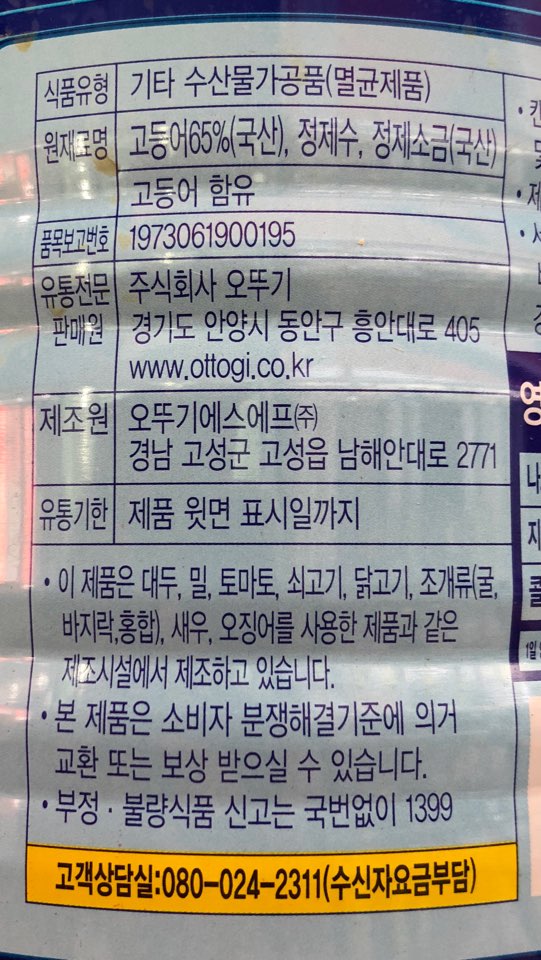 식품유형 기타 수산물가공품(멸균제품)
원재료명 고등어65%(국산), 정제수, 정제소금(국산)
고등어 함유
품목보고번호 1973061900195
유통전문 주식회사 오뚜기
판매원 경기도 안양시 동안구 흥안대로 405
www.ottogi.co.kr
제조원 오뚜기에스에프㈜
경남 고성군 고성읍 남해안대로 2771
유통기한 제품 윗면 표시일까지
• 이 제품은 대두, 밀, 토마토, 쇠고기, 닭고기, 조개류(굴,
바지락,홍합), 새우, 오징어를 사용한 제품과 같은
제조시설에서 제조하고 있습니다.
• 본 제품은 소비자 분쟁해결기준에 의거
교환 또는 보상 받으실 수 있습니다.
• 부정 · 불량식품 신고는 국번없이 1399
고객상담실:080-024-2311(수신자요금부담)